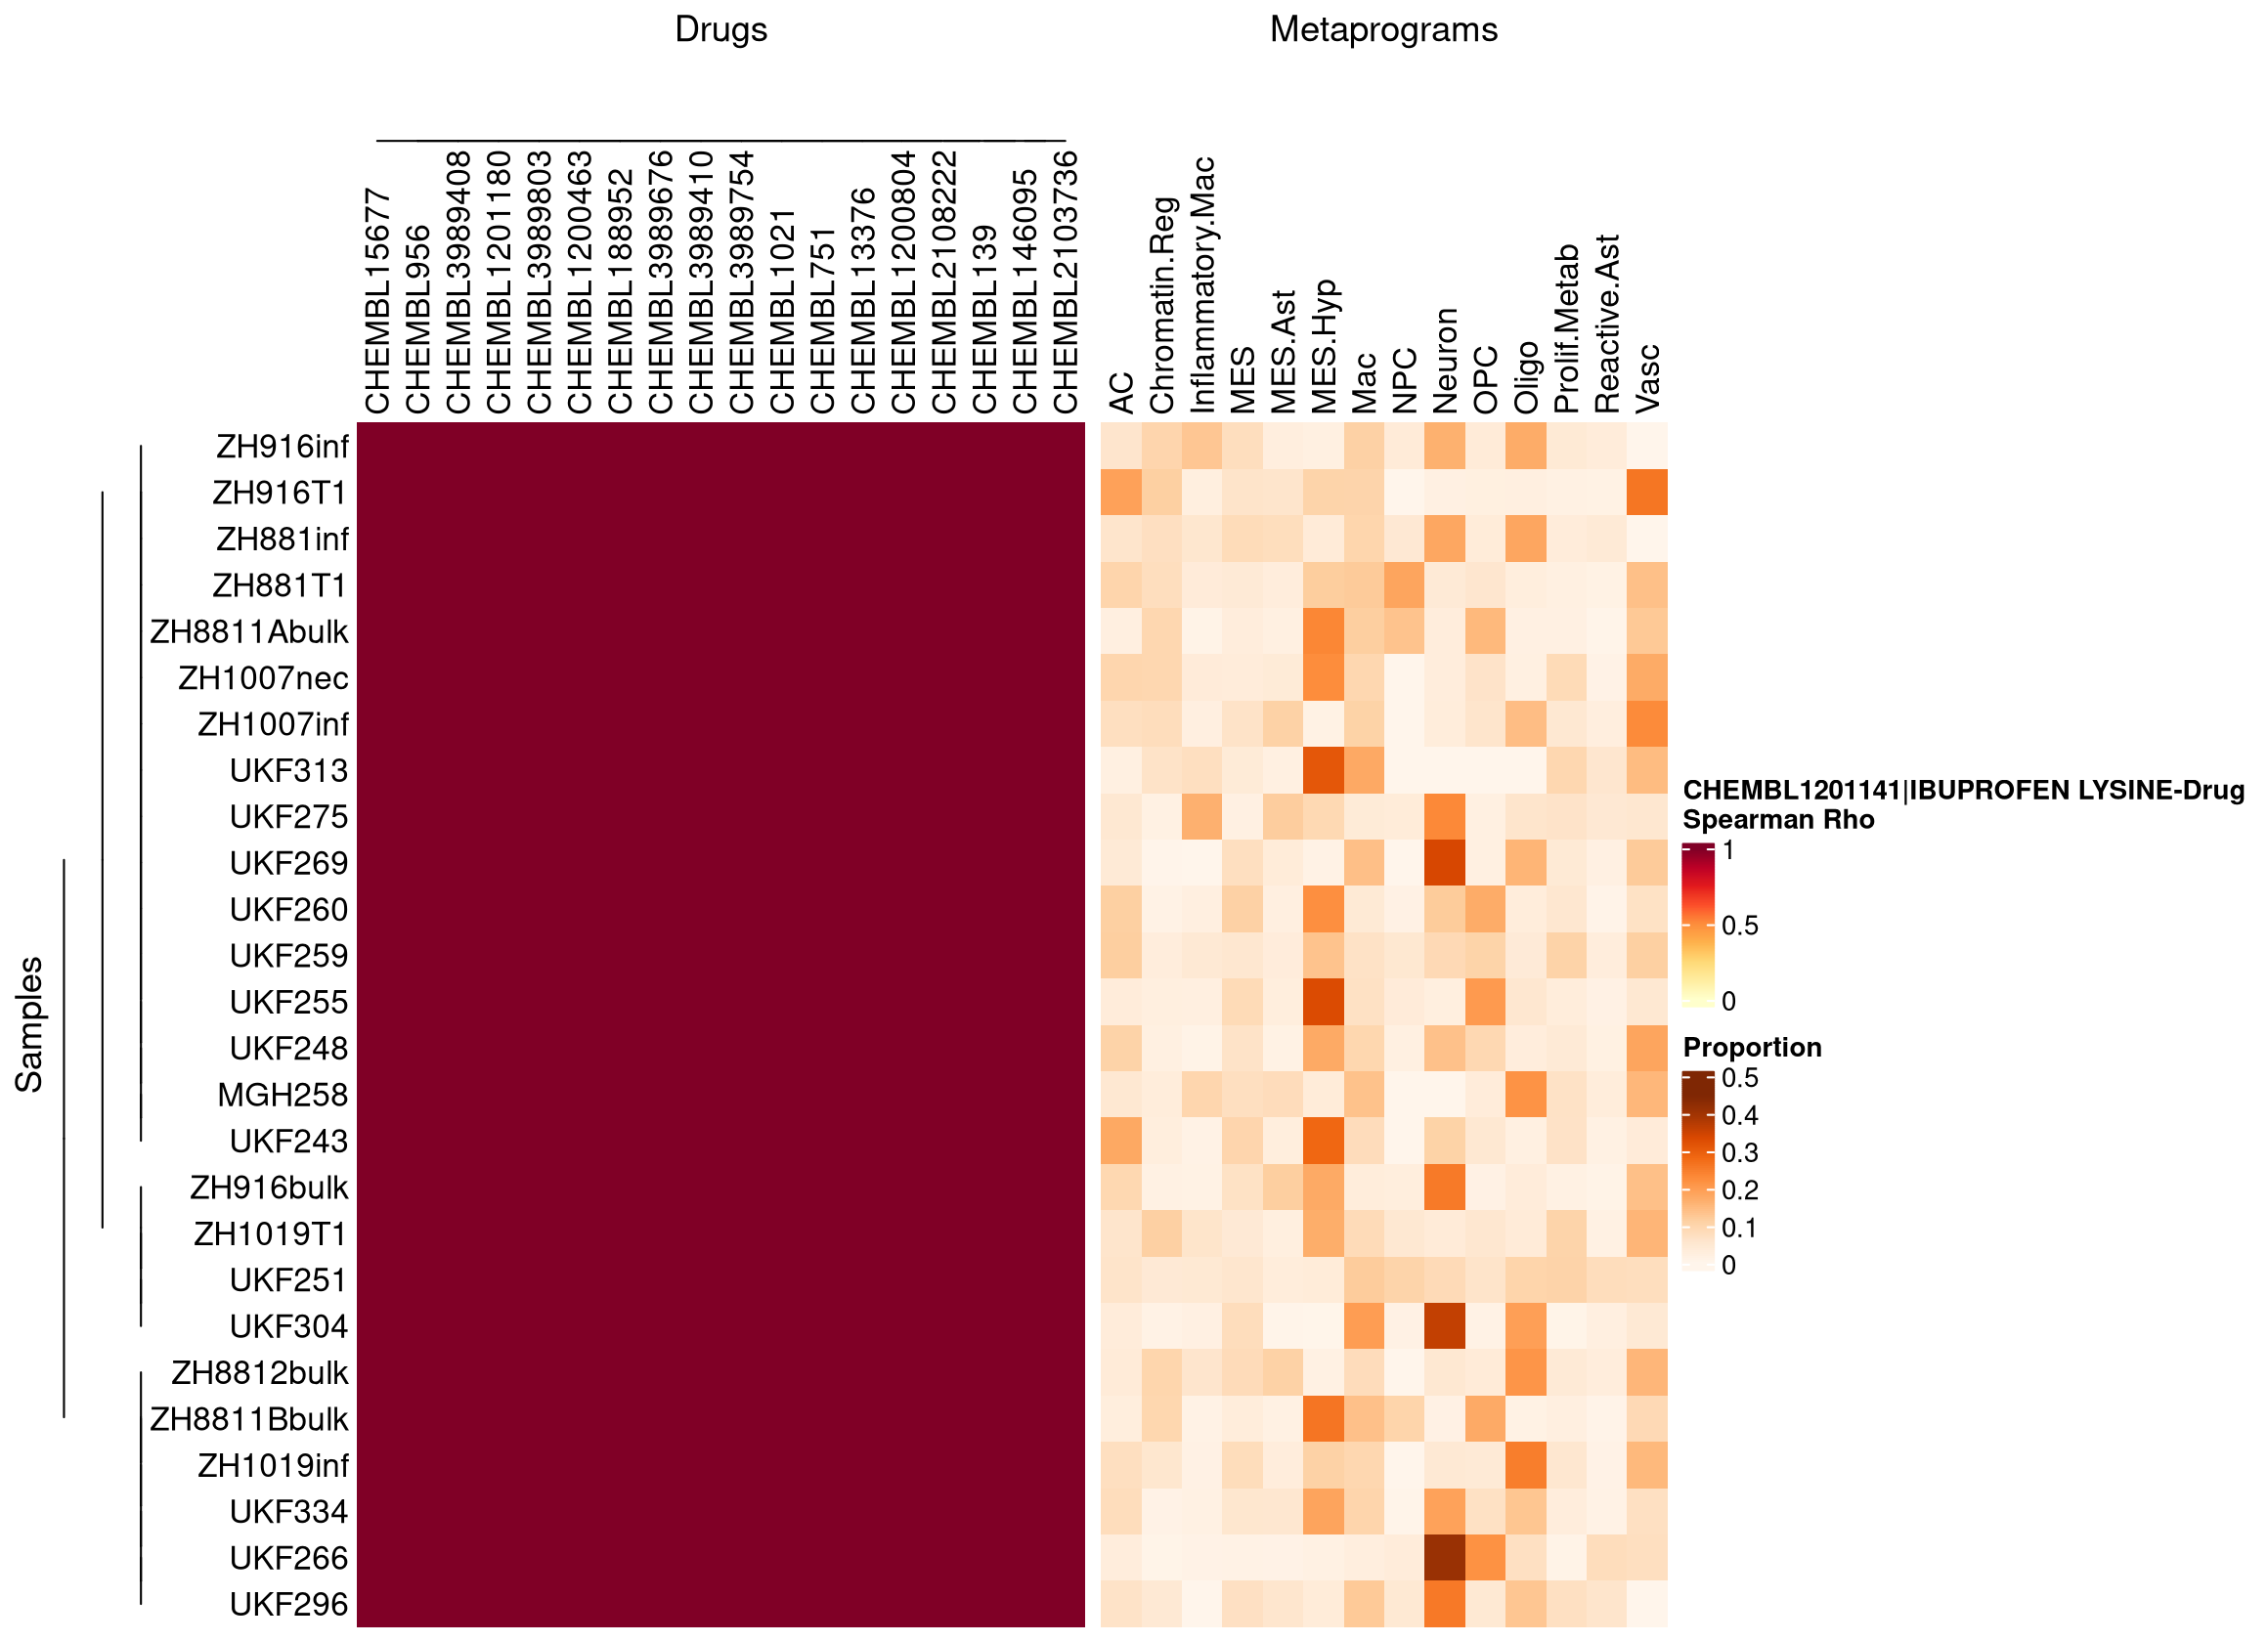 Drugs
Metaprograms
CHEMBL15677
CHEMBL956
CHEMBL3989408
CHEMBL1201180
CHEMBL3989803
CHEMBL1200463
CHEMBL188952
CHEMBL3989676
CHEMBL3989410
CHEMBL3989754
CHEMBL1021
CHEMBL751
CHEMBL13376
CHEMBL1200804
CHEMBL2108222
CHEMBL139
CHEMBL146095
CHEMBL2103736
AC
Chromatin.Reg
Inflammatory.Mac
MES
MES.Ast
MES.Hyp
Mac
NPC
Neuron
OPC
Oligo
Prolif.Metab
Reactive.Ast
Vasc
Samples
ZH916inf
ZH916T1
ZH881inf
ZH881T1
ZH8811Abulk
ZH1007nec
ZH1007inf
UKF313
UKF275
UKF269
UKF260
UKF259
UKF255
UKF248
MGH258
UKF243
ZH916bulk
ZH1019T1
UKF251
UKF304
ZH8812bulk
ZH8811Bbulk
ZH1019inf
UKF334
UKF266
UKF296
CHEMBL1201141|IBUPROFEN LYSINE-Drug
Spearman Rho
1
0.5
0
Proportion
0.5
0.4
0.3
0.2
0.1
0